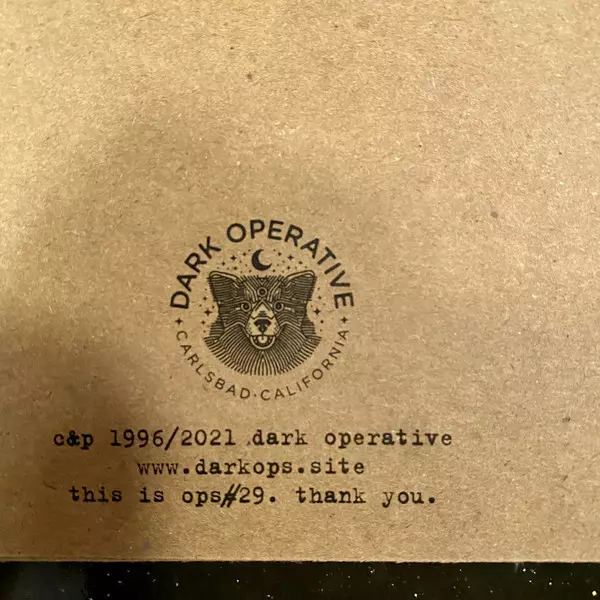 DARK OPERATIVE
CARLSBAD · CALIFORNIA
c&p 1996/2021 dark operative
www.darkops.site
this is ops#29. thank you.